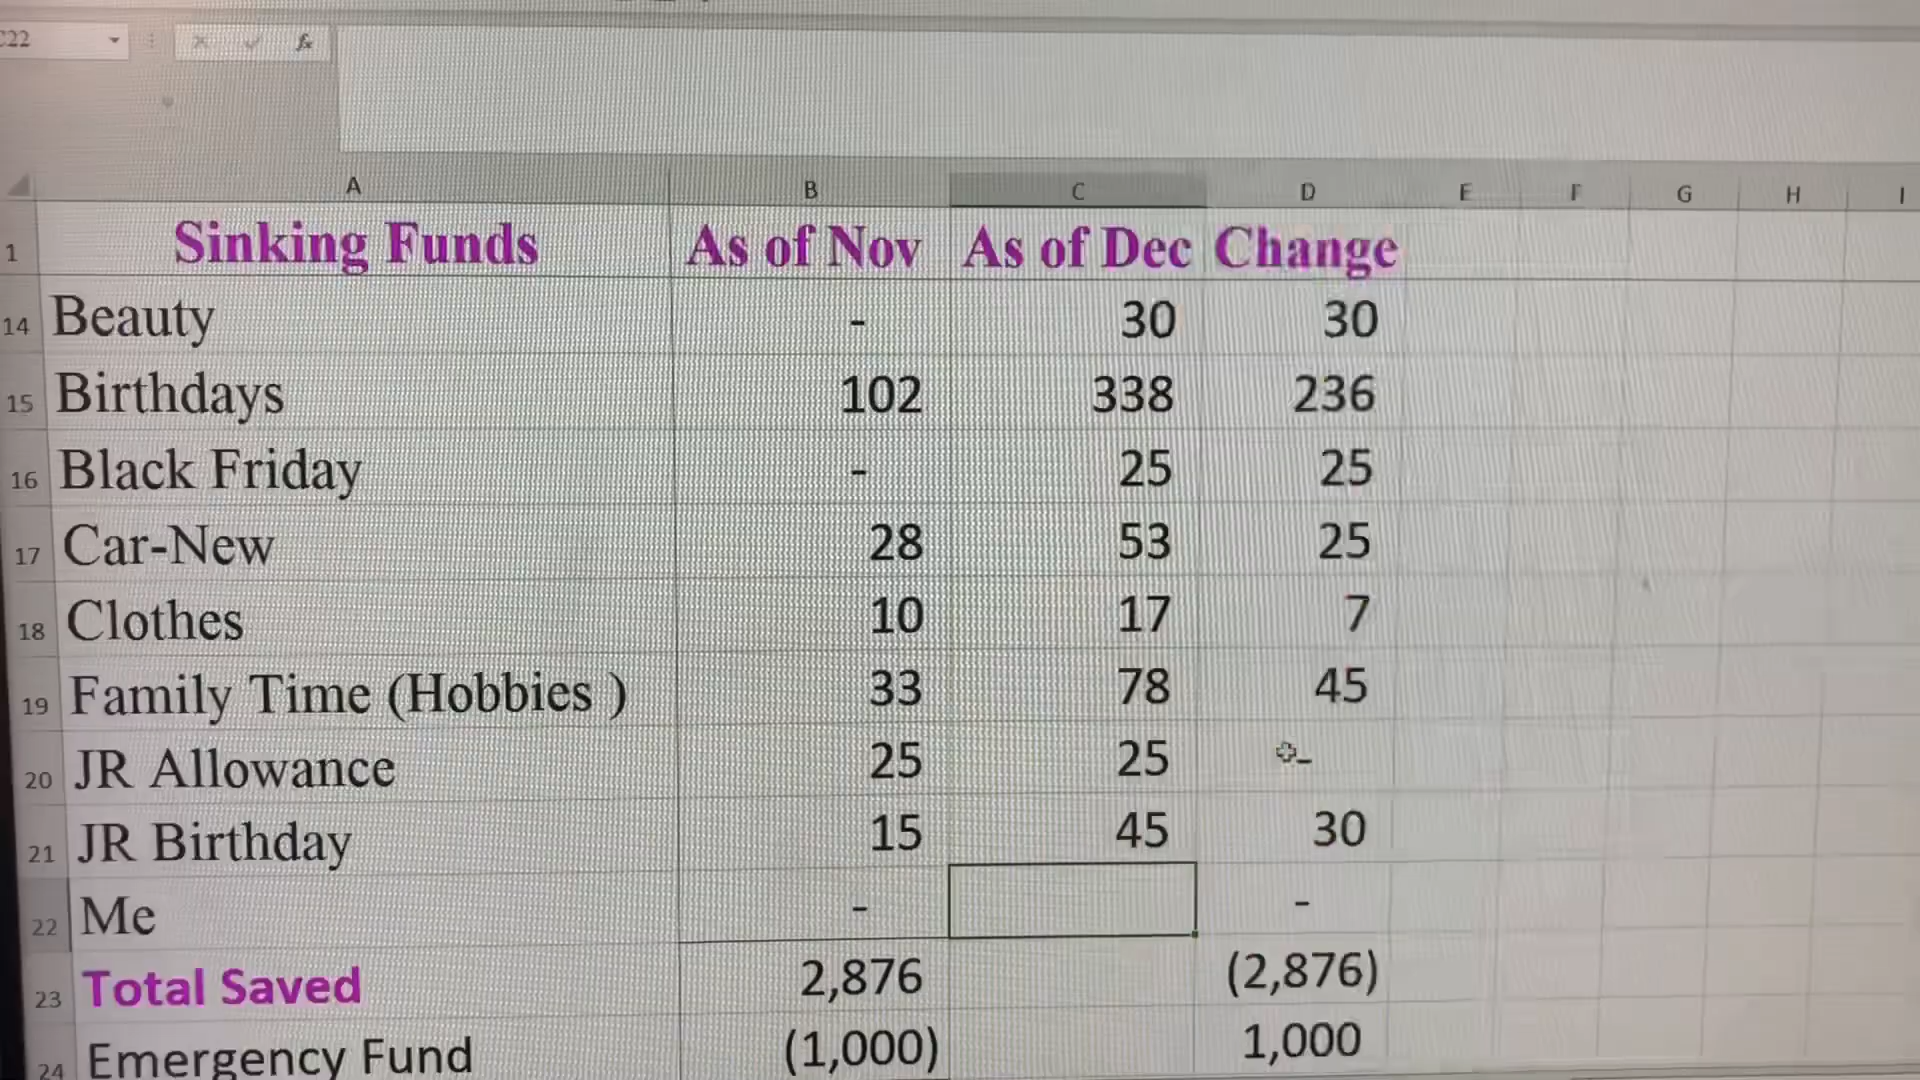 C22
fx
A B C D E F G H I
1 Sinking Funds As of Nov As of Dec Change
14 Beauty - 30 30
15 Birthdays 102 338 236
16 Black Friday - 25 25
17 Car-New 28 53 25
18 Clothes 10 17 7
19 Family Time (Hobbies ) 33 78 45
20 JR Allowance 25 25 -
21 JR Birthday 15 45 30
22 Me - -
23 Total Saved 2,876 (2,876)
24 Emergency Fund (1,000) 1,000